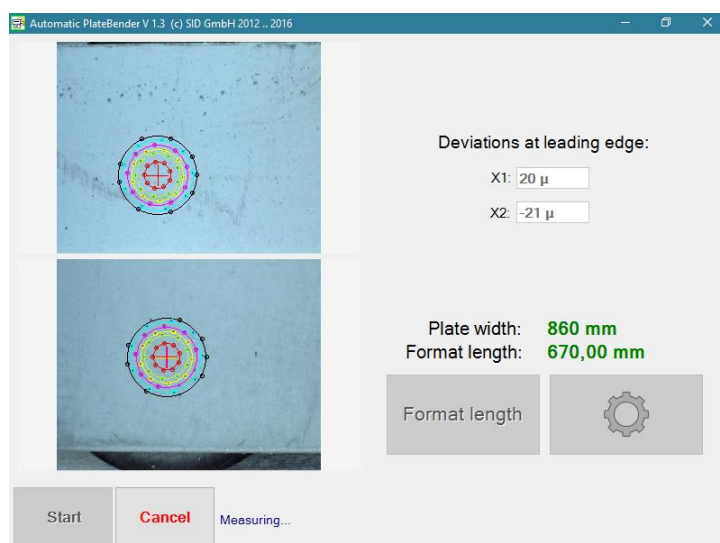 Automatic PlateBender V 1.3 (c) SID GmbH 2012 .. 2016
Deviations at leading edge:
X1: 20 µ
X2: -21 µ
Plate width: 860 mm
Format length: 670,00 mm
Format length
Start Cancel Measuring...